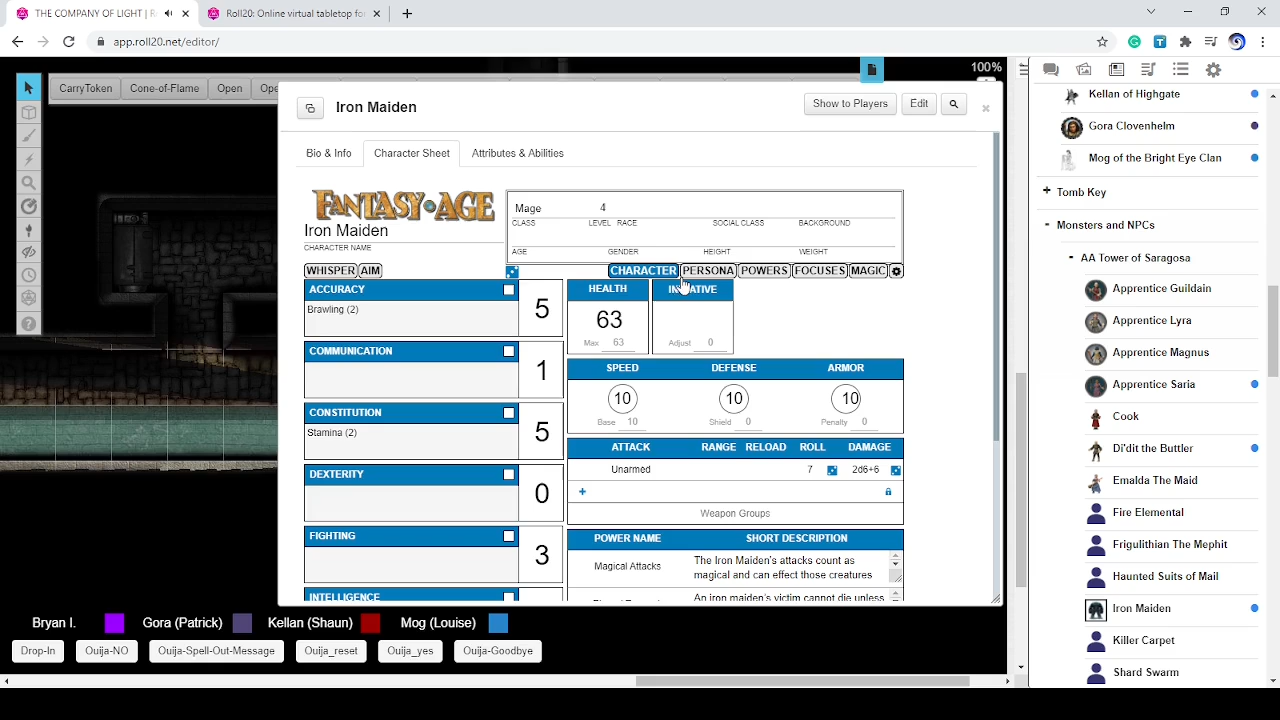 THE COMPANY OF LIGHT | R
Roll20: Online virtual tabletop fo
app.roll20.net/editor/
CarryToken
Cone-of-Flame
Open
Ope
100%
Iron Maiden
Show to Players
Edit
Bio & Info
Character Sheet
Attributes & Abilities
FANTASY AGE
Iron Maiden
CHARACTER NAME
Mage 4
CLASS LEVEL RACE SOCIAL CLASS BACKGROUND
AGE GENDER HEIGHT WEIGHT
WHISPER AIM
CHARACTER PERSONA POWERS FOCUSES MAGIC
ACCURACY
Brawling (2)
5
COMMUNICATION
1
CONSTITUTION
Stamina (2)
5
DEXTERITY
0
FIGHTING
3
INTELLIGENCE
HEALTH
63
Max 63
Adjust 0
SPEED DEFENSE ARMOR
10 10 10
Base 10 Shield 0 Penalty 0
ATTACK RANGE RELOAD ROLL DAMAGE
Unarmed 7 2d6+6
Weapon Groups
POWER NAME SHORT DESCRIPTION
Magical Attacks
The Iron Maiden's attacks count as
magical and can effect those creatures
An iron maiden's victim cannot die unless
Kellan of Highgate
Gora Clovenhelm
Mog of the Bright Eye Clan
Tomb Key
Monsters and NPCs
AA Tower of Saragosa
Apprentice Guildain
Apprentice Lyra
Apprentice Magnus
Apprentice Saria
Cook
Di'dit the Buttler
Emalda The Maid
Fire Elemental
Frigulithian The Mephit
Haunted Suits of Mail
Iron Maiden
Killer Carpet
Shard Swarm
Bryan I.
Gora (Patrick)
Kellan (Shaun)
Mog (Louise)
Drop-In
Ouija-NO
Ouija-Spell-Out-Message
Ouija_reset
Ouija_yes
Ouija-Goodbye